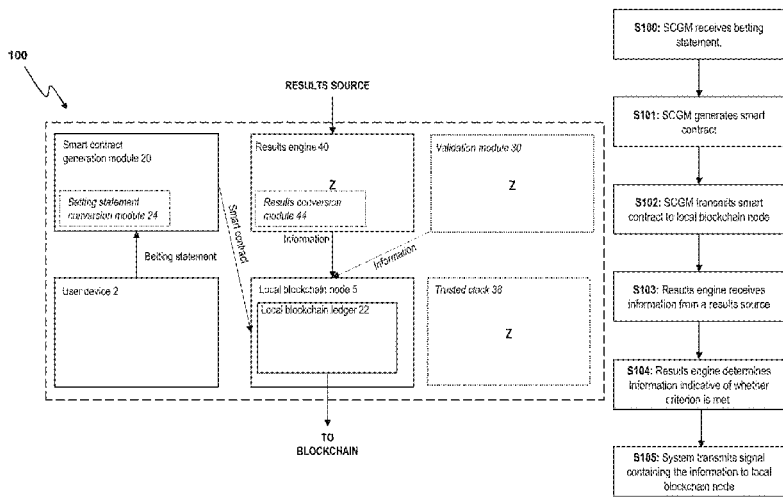 100
RESULTS SOURCE
Smart contract
generation module 20
Betting statement
conversion module 24
Betting statement
User device 2
Smart contract
Results engine 40
Z
Results conversion
module 44
Information
Validation module 30
Z
Information
Local blockchain node 5
Local blockchain ledger 22
Trusted clock 38
Z
TO
BLOCKCHAIN
S100: SCGM receives betting
statement.
S101: SCGM generates smart
contract
S102: SCGM transmits smart
contract to local blockchain
node
S103: Results engine receives
information from a results
source
S104: Results engine determines
information indicative of whether
criterion is met
S105: System transmits signal
containing the information to local
blockchain node